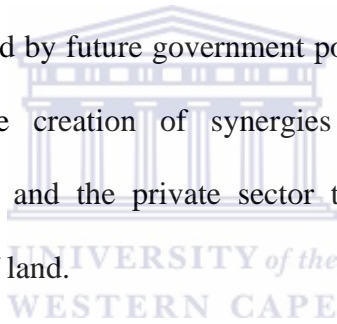 d by future government po
e creation of synergies
and the private sector t
f land.
UNIVERSITY of the
WESTERN CAPE